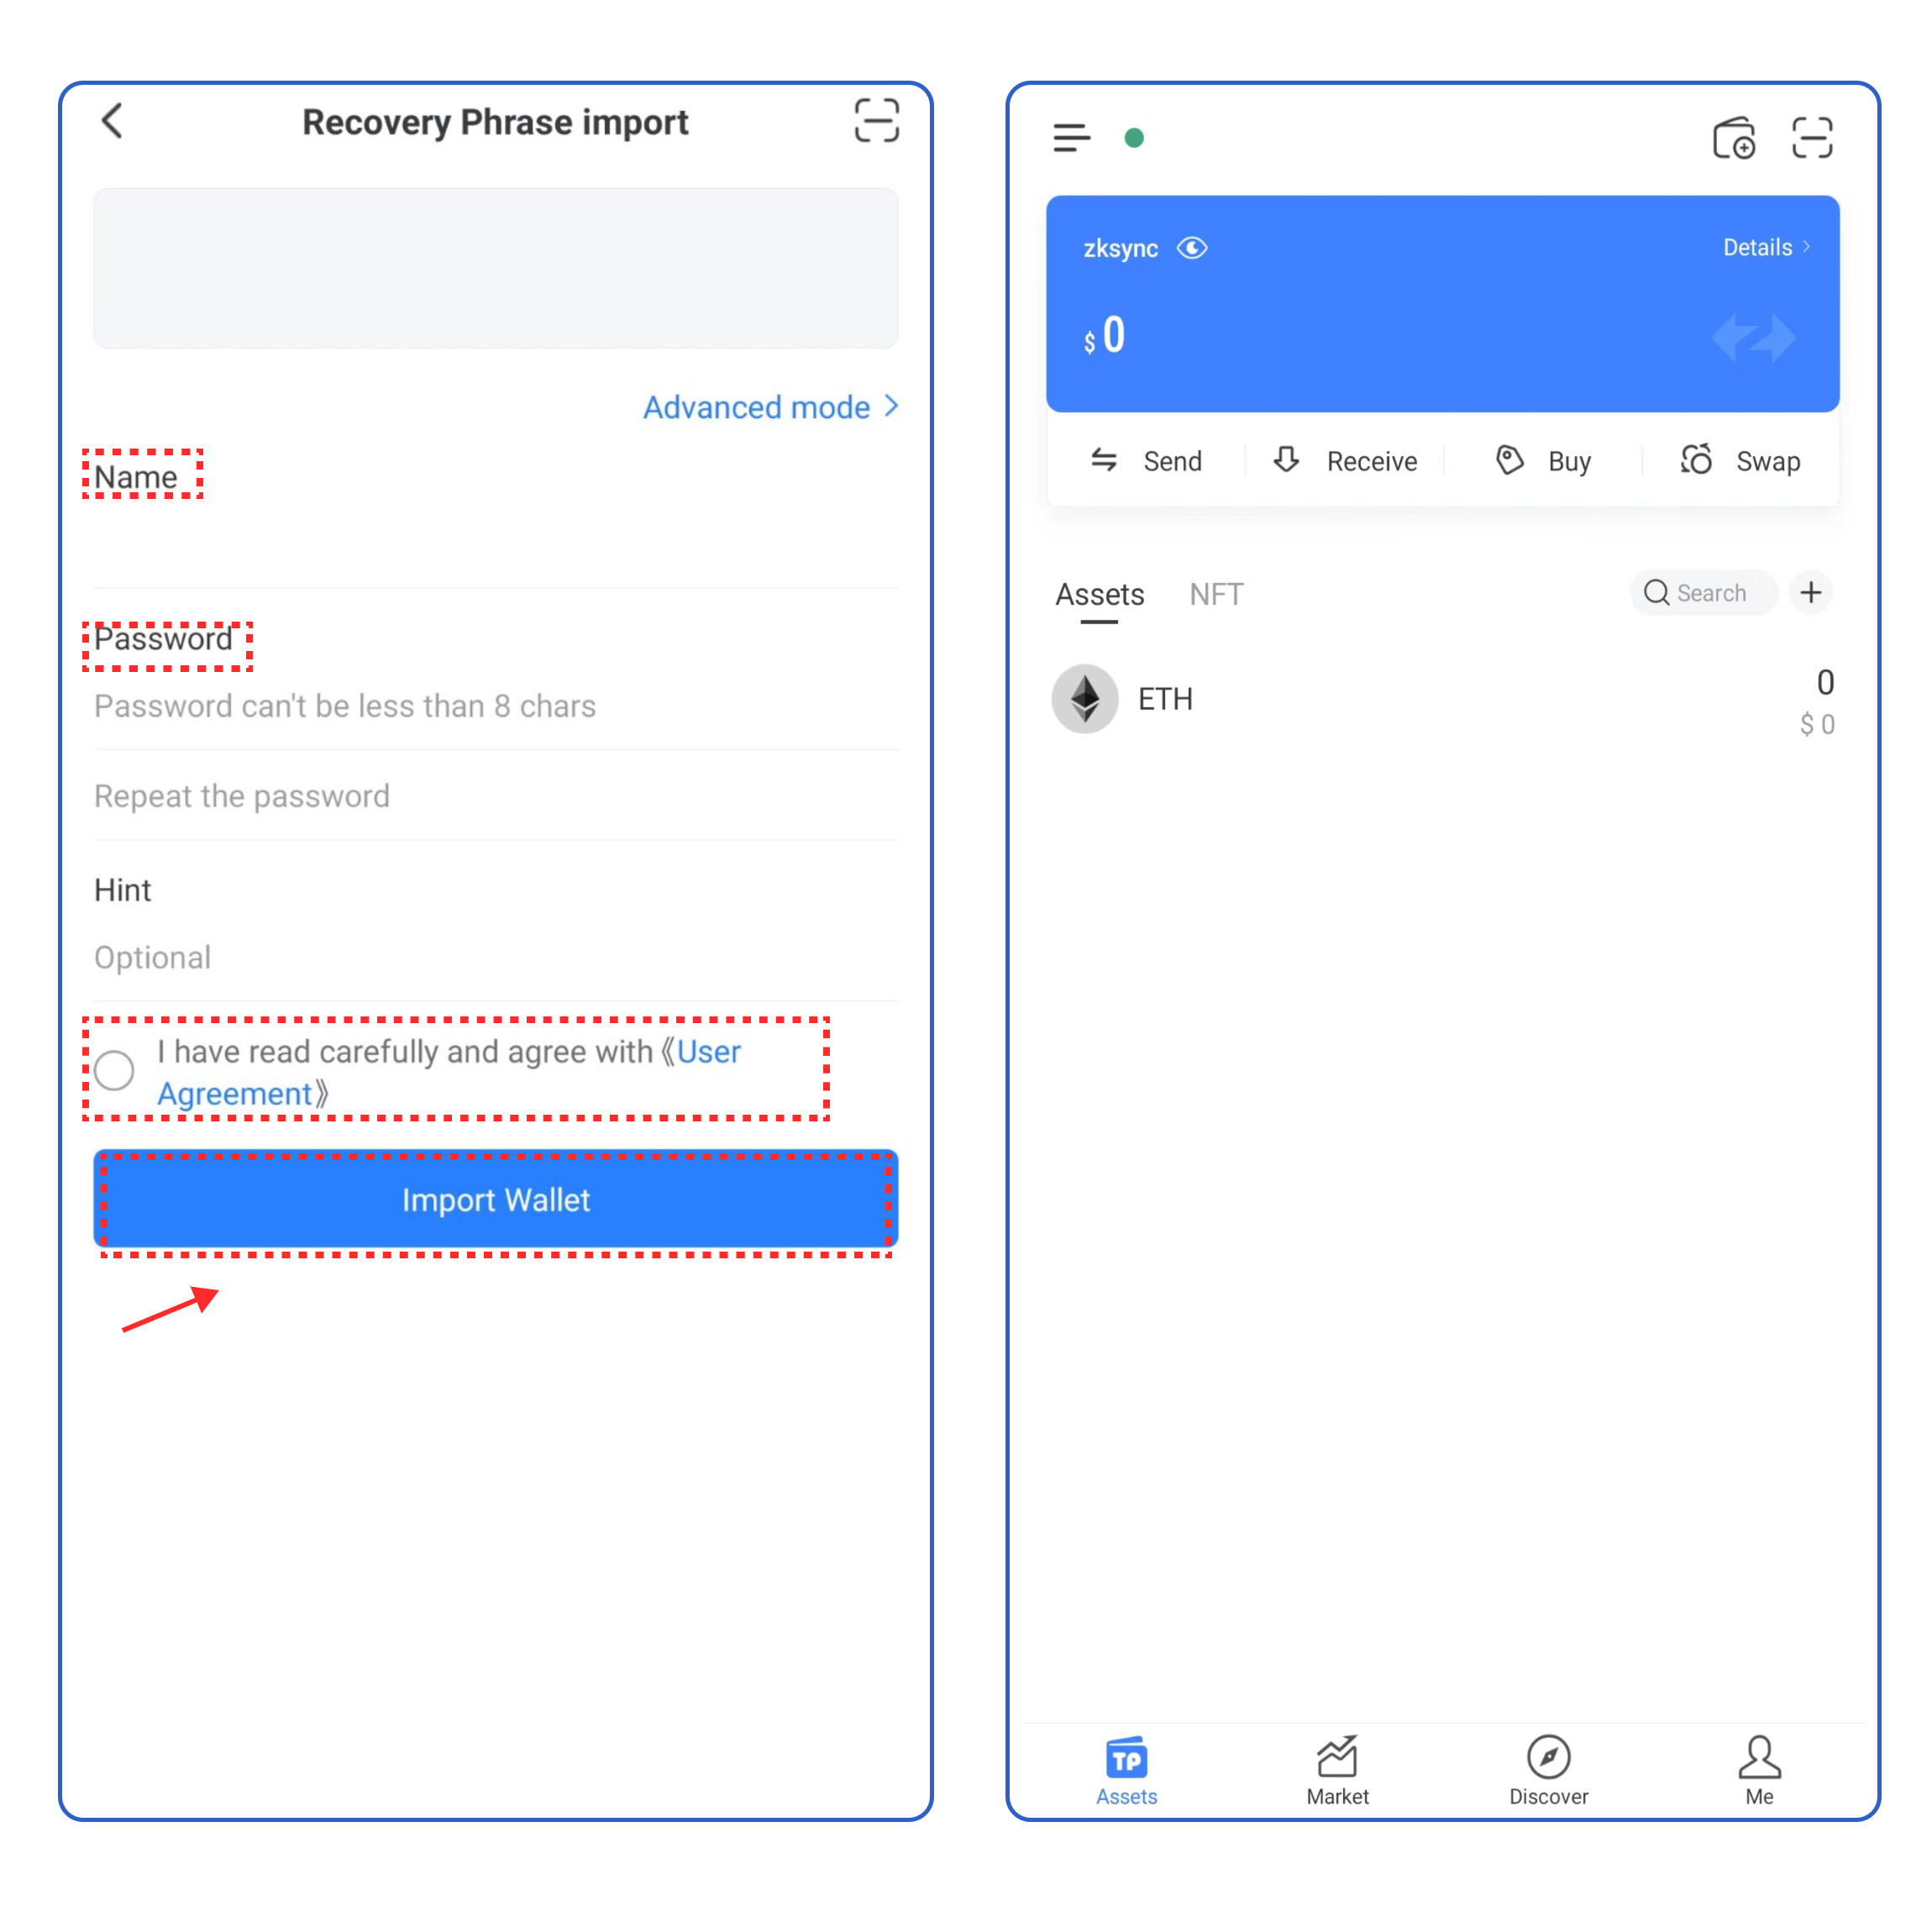 Recovery Phrase import
Advanced mode
Name
Password
Password can't be less than 8 chars
Repeat the password
Hint
Optional
I have read carefully and agree with《User
Agreement》
Import Wallet
zksync
Details
$ 0
Send
Receive
Buy
Swap
Assets
NFT
Search
ETH
0
$ 0
TP
Assets
Market
Discover
Me